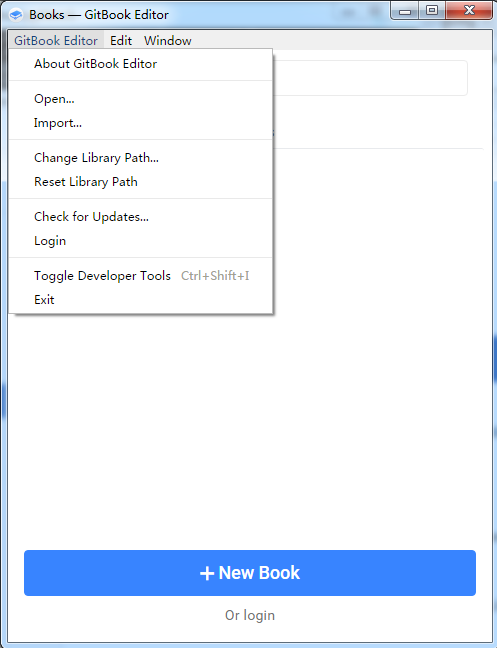 Books — GitBook Editor
GitBook Editor Edit Window
About GitBook Editor
Open...
Import...
Change Library Path...
Reset Library Path
Check for Updates...
Login
Toggle Developer Tools Ctrl+Shift+I
Exit
+ New Book
Or login